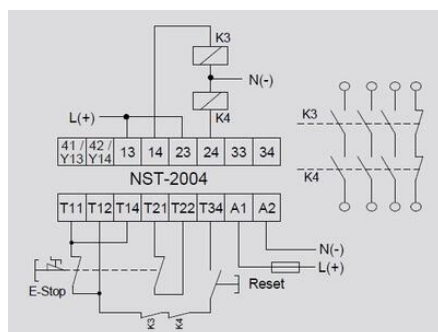 K3
N(-)
L(+)
K4
41 / Y13
42 / Y14
13
14
23
24
33
34
NST-2004
T11
T12
T14
T21
T22
T34
A1
A2
N(-)
L(+)
E-Stop
Reset
K3
K4
K3
K4